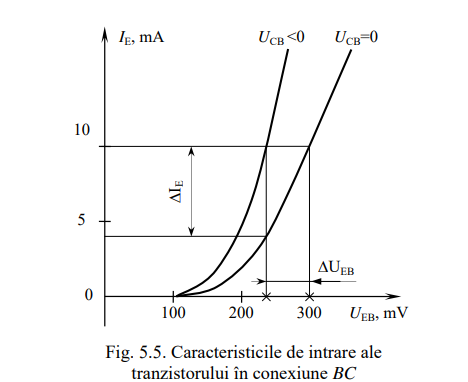 I_E, mA
U_CB<0
U_CB=0
10
ΔI_E
5
ΔU_EB
0
100
200
300
U_EB, mV
Fig. 5.5. Caracteristicile de intrare ale
tranzistorului în conexiune BC